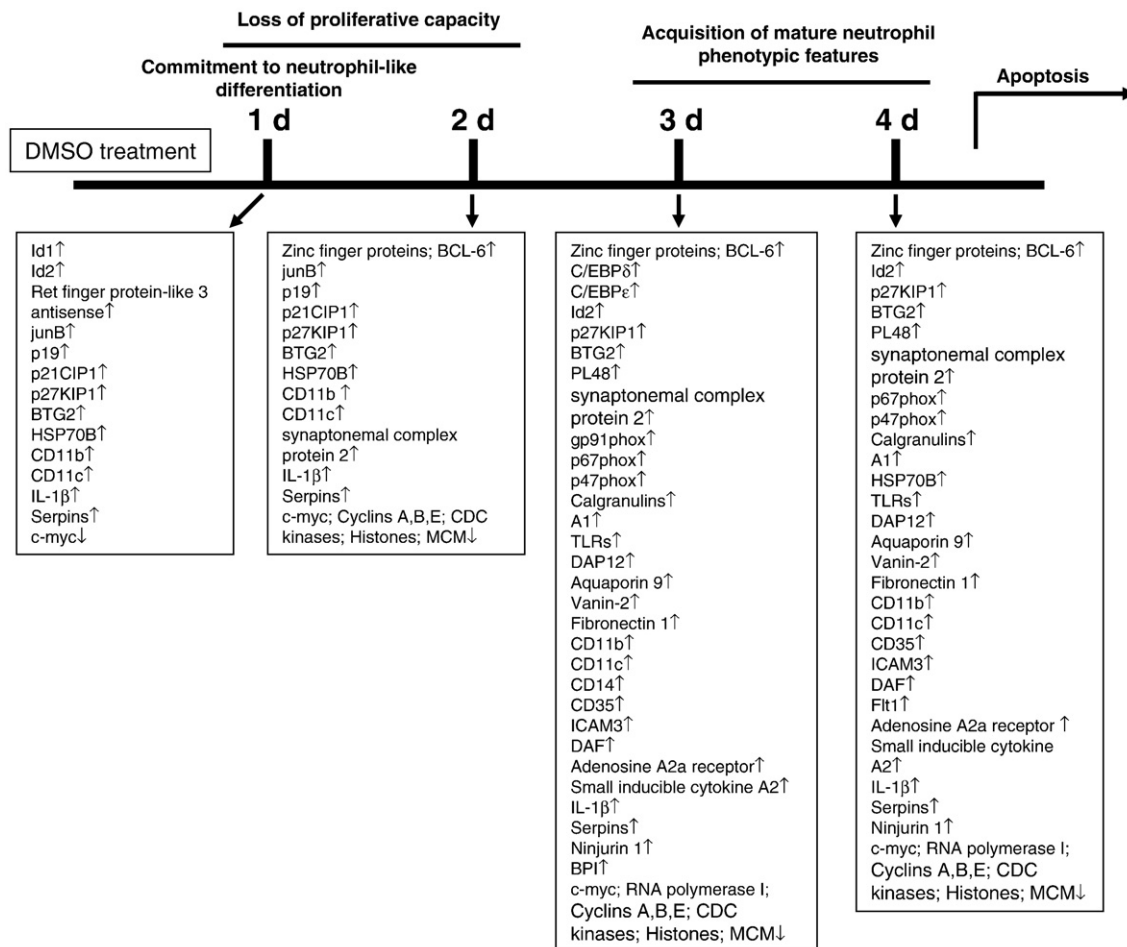 Loss of proliferative capacity
Commitment to neutrophil-like
differentiation
Acquisition of mature neutrophil
phenotypic features
Apoptosis
1 d
2 d
3 d
4 d
DMSO treatment
Id1↑
Id2↑
Ret finger protein-like 3
antisense↑
junB↑
p19↑
p21CIP1↑
p27KIP1↑
BTG2↑
HSP70B↑
CD11b↑
CD11c↑
IL-1β↑
Serpins↑
c-myc↓
Zinc finger proteins; BCL-6↑
junB↑
p19↑
p21CIP1↑
p27KIP1↑
BTG2↑
HSP70B↑
CD11b ↑
CD11c↑
synaptonemal complex
protein 2↑
IL-1β↑
Serpins↑
c-myc; Cyclins A,B,E; CDC
kinases; Histones; MCM↓
Zinc finger proteins; BCL-6↑
C/EBPδ↑
C/EBPε↑
Id2↑
p27KIP1↑
BTG2↑
PL48↑
synaptonemal complex
protein 2↑
gp91phox↑
p67phox↑
p47phox↑
Calgranulins↑
A1↑
TLRs↑
DAP12↑
Aquaporin 9↑
Vanin-2↑
Fibronectin 1↑
CD11b↑
CD11c↑
CD14↑
CD35↑
ICAM3↑
DAF↑
Adenosine A2a receptor↑
Small inducible cytokine A2↑
IL-1β↑
Serpins↑
Ninjurin 1↑
BPI↑
c-myc; RNA polymerase I;
Cyclins A,B,E; CDC
kinases; Histones; MCM↓
Zinc finger proteins; BCL-6↑
Id2↑
p27KIP1↑
BTG2↑
PL48↑
synaptonemal complex
protein 2↑
p67phox↑
p47phox↑
Calgranulins↑
A1↑
HSP70B↑
TLRs↑
DAP12↑
Aquaporin 9↑
Vanin-2↑
Fibronectin 1↑
CD11b↑
CD11c↑
CD35↑
ICAM3↑
DAF↑
Flt1↑
Adenosine A2a receptor ↑
Small inducible cytokine
A2↑
IL-1β↑
Serpins↑
Ninjurin 1↑
c-myc; RNA polymerase I;
Cyclins A,B,E; CDC
kinases; Histones; MCM↓